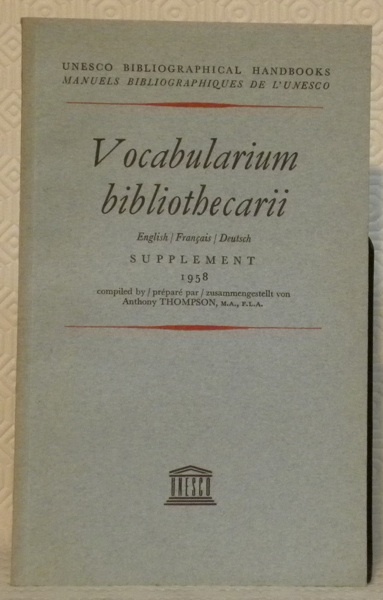 UNESCO BIBLIOGRAPHICAL HANDBOOKS
MANUELS BIBLIOGRAPHIQUES DE L'UNESCO
Vocabularium
bibliothecarii
English / Français / Deutsch
SUPPLEMENT
1958
compiled by / préparé par / zusammengestellt von
Anthony THOMPSON, M.A., F.L.A.
UNESCO